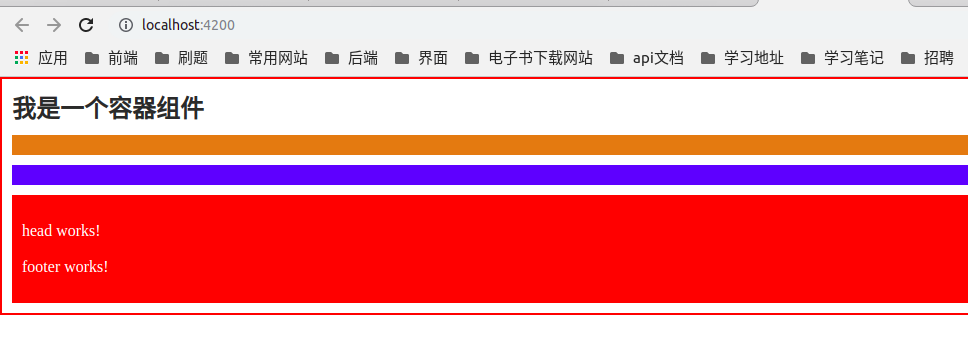 localhost:4200
应用 前端 刷题 常用网站 后端 界面 电子书下载网站 api文档 学习地址 学习笔记 招聘
我是一个容器组件
head works!
footer works!